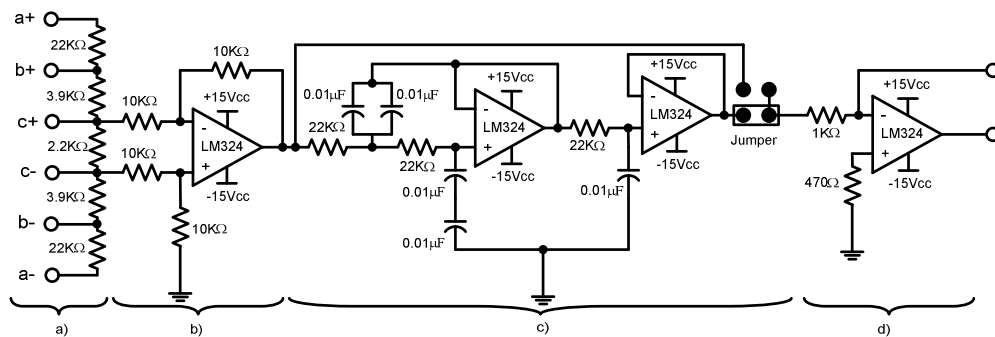 a+
22KΩ
b+
3.9KΩ
c+
2.2KΩ
c-
3.9KΩ
b-
22KΩ
a-
10KΩ
10KΩ
10KΩ
+15Vcc
-
LM324
+
-15Vcc
10KΩ
0.01µF
0.01µF
22KΩ
22KΩ
+15Vcc
-
LM324
+
-15Vcc
0.01µF
0.01µF
22KΩ
+15Vcc
-
LM324
+
-15Vcc
0.01µF
Jumper
1KΩ
+15Vcc
-
LM324
+
-15Vcc
470Ω
a)
b)
c)
d)